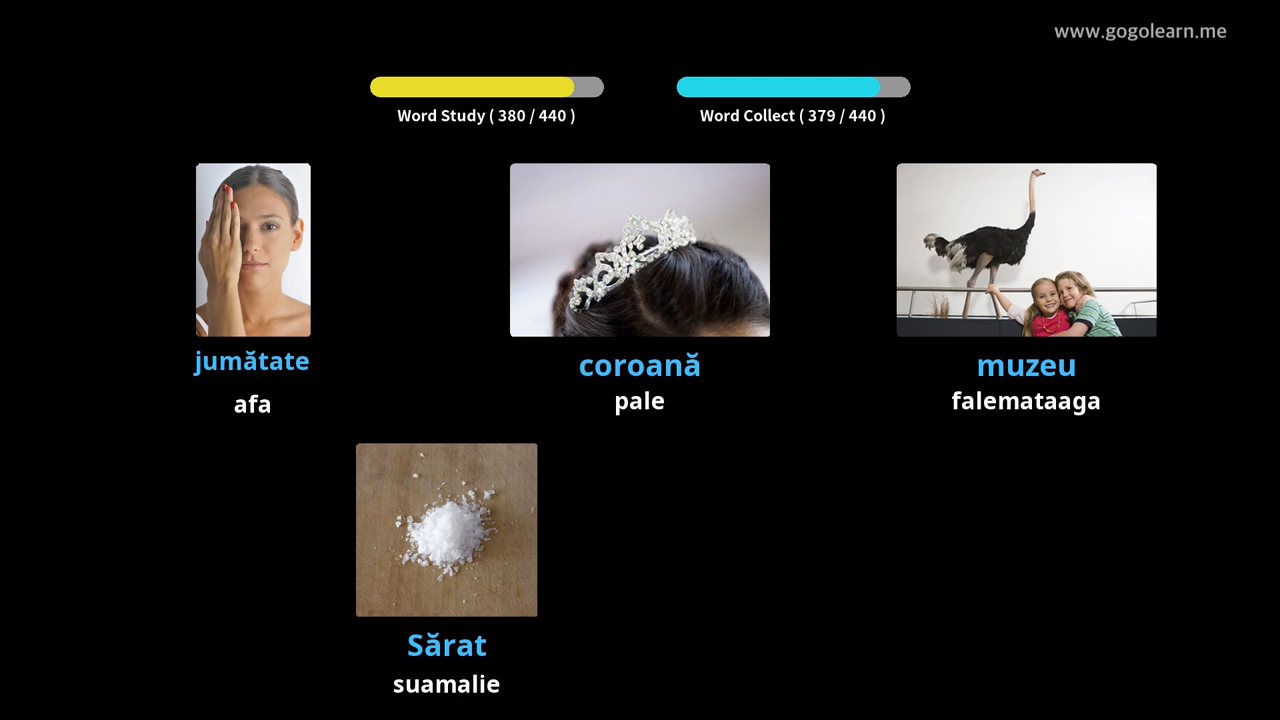 www.gogolearn.me
Word Study ( 380 / 440 )
Word Collect ( 379 / 440 )
jumătate
afa
coroană
pale
muzeu
falemataaga
Sărat
suamalie